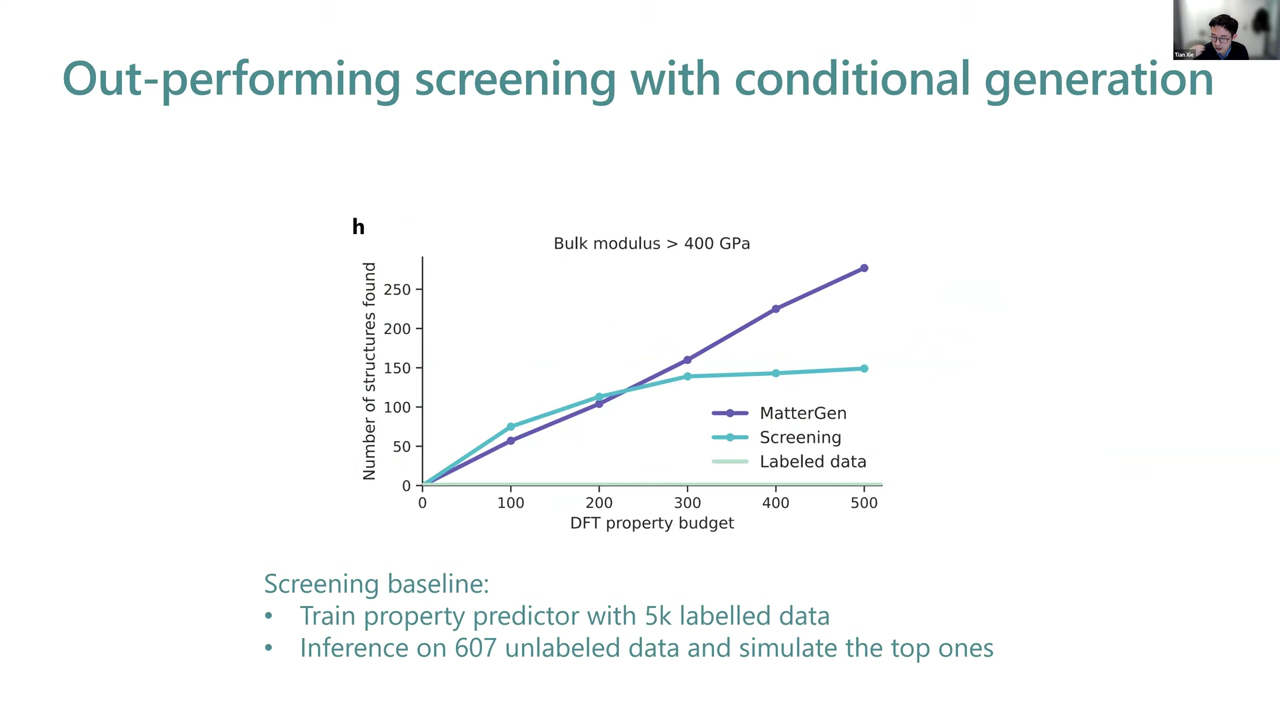 Tian Xie
Out-performing screening with conditional generation
h
Bulk modulus > 400 GPa
Number of structures found
250
200
150
100
50
0
0 100 200 300 400 500
DFT property budget
MatterGen
Screening
Labeled data
Screening baseline:
• Train property predictor with 5k labelled data
• Inference on 607 unlabeled data and simulate the top ones